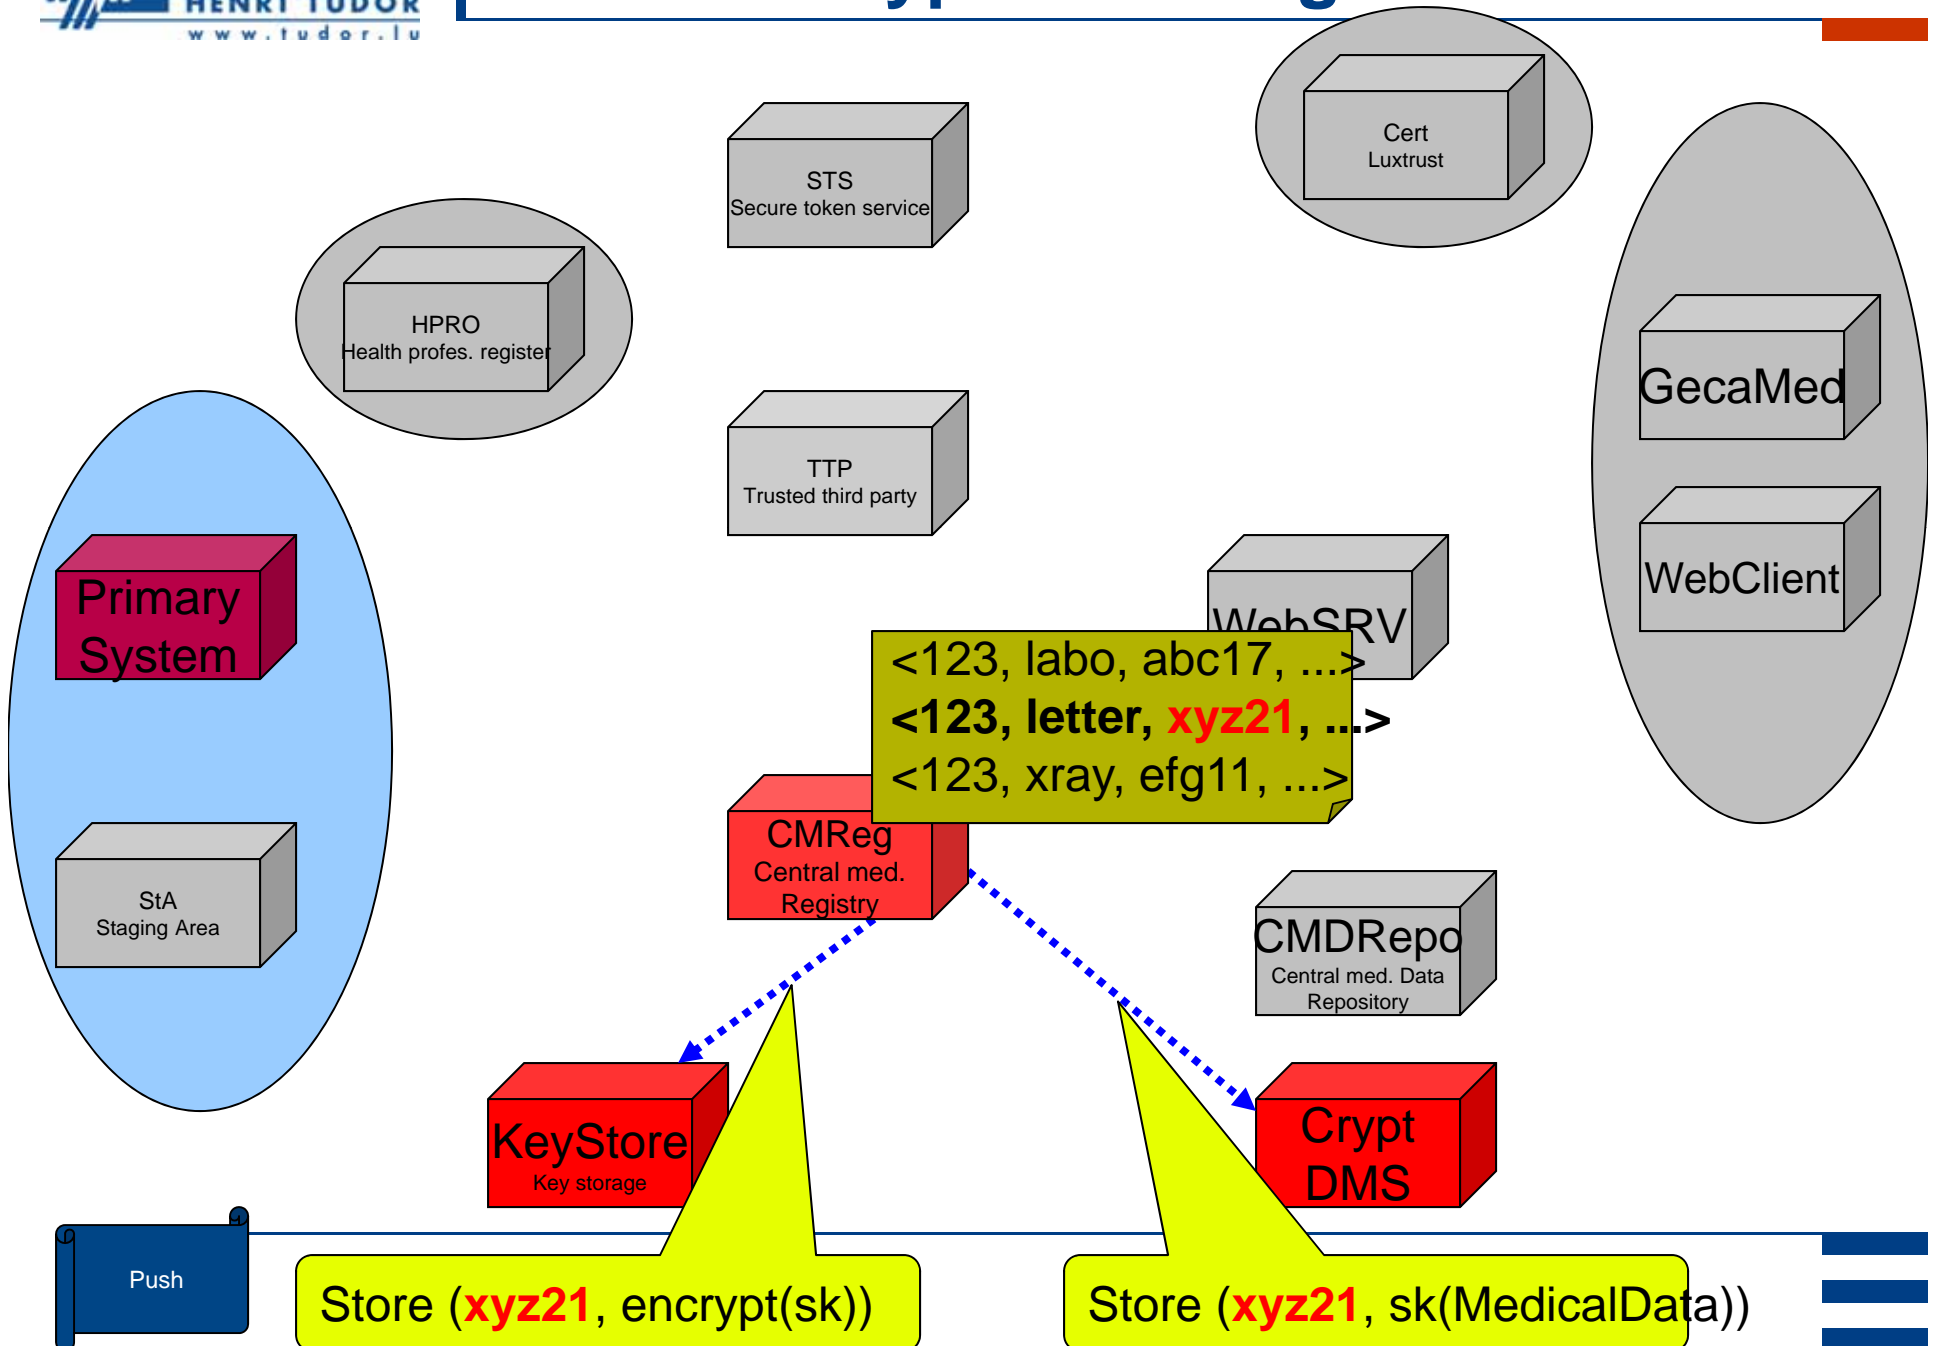 HENRI TUDOR
www.tudor.lu
Cert
Luxtrust
STS
Secure token service
HPRO
Health profes. register
GecaMed
TTP
Trusted third party
WebClient
Primary
System
WebSRV
<123, labo, abc17, ...>
<123, letter, xyz21, ...>
<123, xray, efg11, ...>
CMReg
Central med.
Registry
StA
Staging Area
CMDRepo
Central med. Data
Repository
KeyStore
Key storage
Crypt
DMS
Push
Store (xyz21, encrypt(sk))
Store (xyz21, sk(MedicalData))